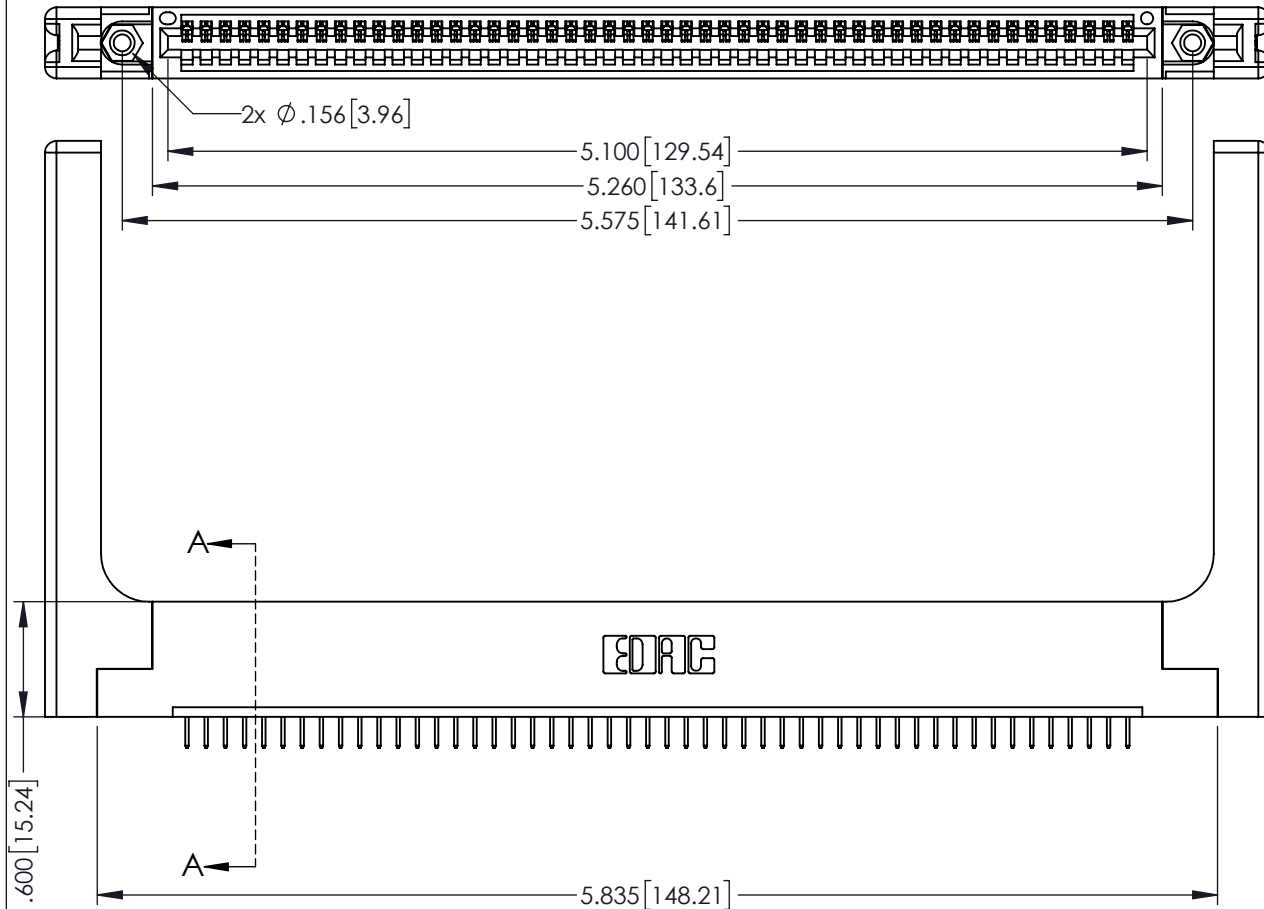 2x ∅.156[3.96]
5.100[129.54]
5.260[133.6]
5.575[141.61]
A
EDAC
A
.600[15.24]
5.835[148.21]